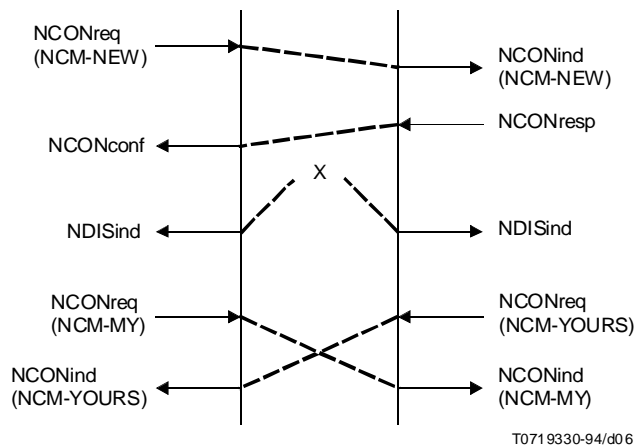 NCONreq
(NCM-NEW)
NCONind
(NCM-NEW)
NCONresp
NCONconf
X
NDISind
NDISind
NCONreq
(NCM-MY)
NCONreq
(NCM-YOURS)
NCONind
(NCM-YOURS)
NCONind
(NCM-MY)
T0719330-94/d06